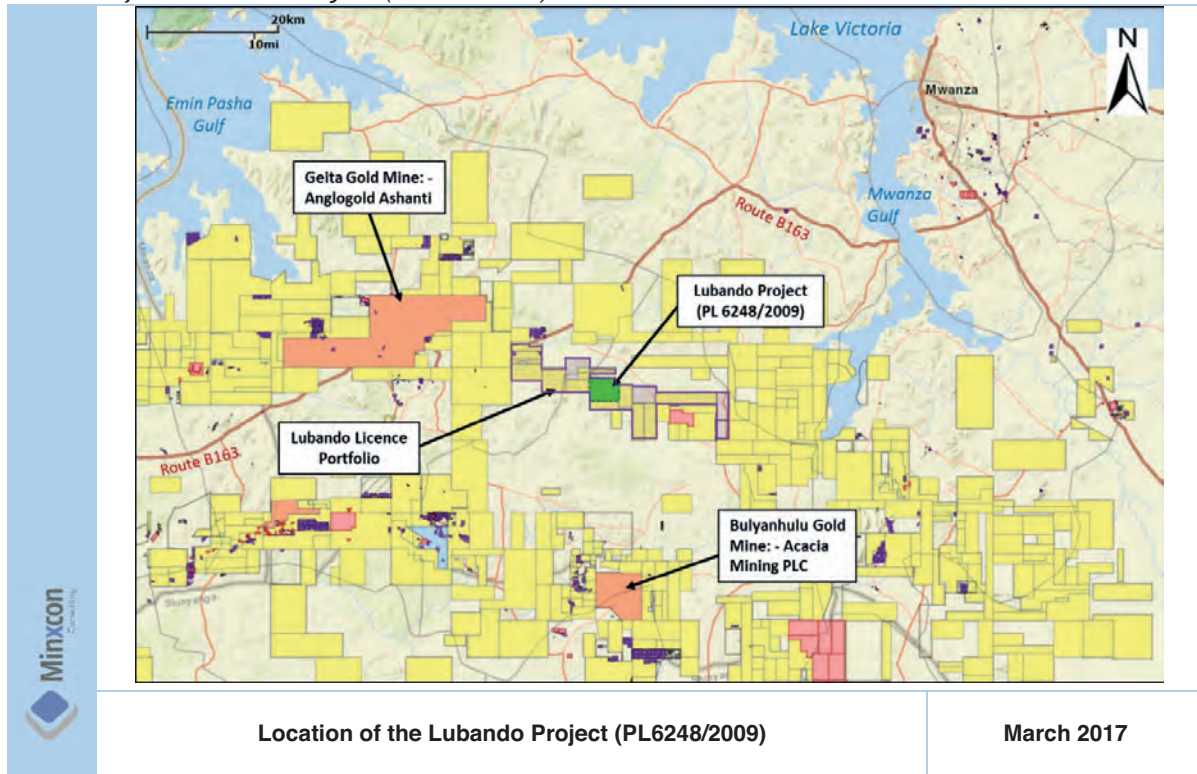 20km
10mi
Lake Victoria
N
Emin Pasha
Gulf
Mwanza
Geita Gold Mine: -
Anglogold Ashanti
Mwanza
Gulf
Route B163
Lubando Project
(PL 6248/2009)
Lubando Licence
Portfolio
Route B163
Bulyanhulu Gold
Mine: - Acacia
Mining PLC
Shinyanga
Minxcon
Consulting
Location of the Lubando Project (PL6248/2009)
March 2017